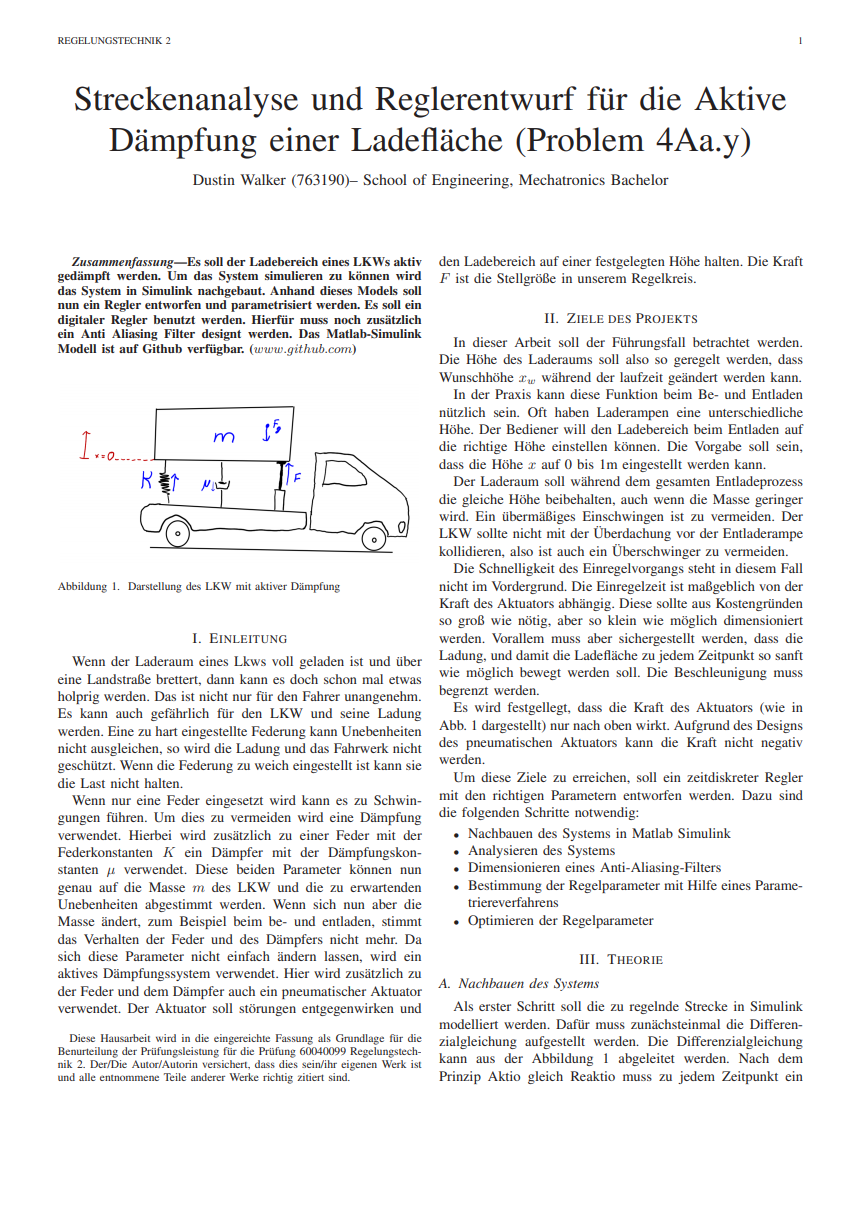 REGELUNGSTECHNIK 2
1
Streckenanalyse und Reglerentwurf für die Aktive
Dämpfung einer Ladefläche (Problem 4Aa.y)
Dustin Walker (763190)– School of Engineering, Mechatronics Bachelor
Zusammenfassung—Es soll der Ladebereich eines LKWs aktiv
gedämpft werden. Um das System simulieren zu können wird
das System in Simulink nachgebaut. Anhand dieses Models soll
nun ein Regler entworfen und parametrisiert werden. Es soll ein
digitaler Regler benutzt werden. Hierfür muss noch zusätzlich
ein Anti Aliasing Filter designt werden. Das Matlab-Simulink
Modell ist auf Github verfügbar. (www.github.com)
m
x=0
K
μ
F
Abbildung 1. Darstellung des LKW mit aktiver Dämpfung
I. EINLEITUNG
Wenn der Laderaum eines Lkws voll geladen ist und über
eine Landstraße brettert, dann kann es doch schon mal etwas
holprig werden. Das ist nicht nur für den Fahrer unangenehm.
Es kann auch gefährlich für den LKW und seine Ladung
werden. Eine zu hart eingestellte Federung kann Unebenheiten
nicht ausgleichen, so wird die Ladung und das Fahrwerk nicht
geschützt. Wenn die Federung zu weich eingestellt ist kann sie
die Last nicht halten.
Wenn nur eine Feder eingesetzt wird kann es zu Schwin-
gungen führen. Um dies zu vermeiden wird eine Dämpfung
verwendet. Hierbei wird zusätzlich zu einer Feder mit der
Federkonstanten K ein Dämpfer mit der Dämpfungskon-
stanten μ verwendet. Diese beiden Parameter können nun
genau auf die Masse m des LKW und die zu erwartenden
Unebenheiten abgestimmt werden. Wenn sich nun aber die
Masse ändert, zum Beispiel beim be- und entladen, stimmt
das Verhalten der Feder und des Dämpfers nicht mehr. Da
sich diese Parameter nicht einfach ändern lassen, wird ein
aktives Dämpfungssystem verwendet. Hier wird zusätzlich zu
der Feder und dem Dämpfer auch ein pneumatischer Aktuator
verwendet. Der Aktuator soll störungen entgegenwirken und
Diese Hausarbeit wird in die eingereichte Fassung als Grundlage für die
Benurteilung der Prüfungsleistung für die Prüfung 60040099 Regelungstech-
nik 2. Der/Die Autor/Autorin versichert, dass dies sein/ihr eigenen Werk ist
und alle entnommene Teile anderer Werke richtig zitiert sind.
den Ladebereich auf einer festgelegten Höhe halten. Die Kraft
F ist die Stellgröße in unserem Regelkreis.
II. ZIELE DES PROJEKTS
In dieser Arbeit soll der Führungsfall betrachtet werden.
Die Höhe des Laderaums soll also so geregelt werden, dass
Wunschhöhe xw während der laufzeit geändert werden kann.
In der Praxis kann diese Funktion beim Be- und Entladen
nützlich sein. Oft haben Laderampen eine unterschiedliche
Höhe. Der Bediener will den Ladebereich beim Entladen auf
die richtige Höhe einstellen können. Die Vorgabe soll sein,
dass die Höhe x auf 0 bis 1m eingestellt werden kann.
Der Laderaum soll während dem gesamten Entladeprozess
die gleiche Höhe beibehalten, auch wenn die Masse geringer
wird. Ein übermäßiges Einschwingen ist zu vermeiden. Der
LKW sollte nicht mit der Überdachung vor der Entladerampe
kollidieren, also ist auch ein Überschwinger zu vermeiden.
Die Schnelligkeit des Einregelvorgangs steht in diesem Fall
nicht im Vordergrund. Die Einregelzeit ist maßgeblich von der
Kraft des Aktuators abhängig. Diese sollte aus Kostengründen
so groß wie nötig, aber so klein wie möglich dimensioniert
werden. Vorallem muss aber sichergestellt werden, dass die
Ladung, und damit die Ladefläche zu jedem Zeitpunkt so sanft
wie möglich bewegt werden soll. Die Beschleunigung muss
begrenzt werden.
Es wird festgellegt, dass die Kraft des Aktuators (wie in
Abb. 1 dargestellt) nur nach oben wirkt. Aufgrund des Designs
des pneumatischen Aktuators kann die Kraft nicht negativ
werden.
Um diese Ziele zu erreichen, soll ein zeitdiskreter Regler
mit den richtigen Parametern entworfen werden. Dazu sind
die folgenden Schritte notwendig:
• Nachbauen des Systems in Matlab Simulink
• Analysieren des Systems
• Dimensionieren eines Anti-Aliasing-Filters
• Bestimmung der Regelparameter mit Hilfe eines Parame-
triereverfahrens
• Optimieren der Regelparameter
III. THEORIE
A. Nachbauen des Systems
Als erster Schritt soll die zu regelnde Strecke in Simulink
modelliert werden. Dafür muss zunächsteinmal die Differen-
zialgleichung aufgestellt werden. Die Differenzialgleichung
kann aus der Abbildung 1 abgeleitet werden. Nach dem
Prinzip Aktio gleich Reaktio muss zu jedem Zeitpunkt ein